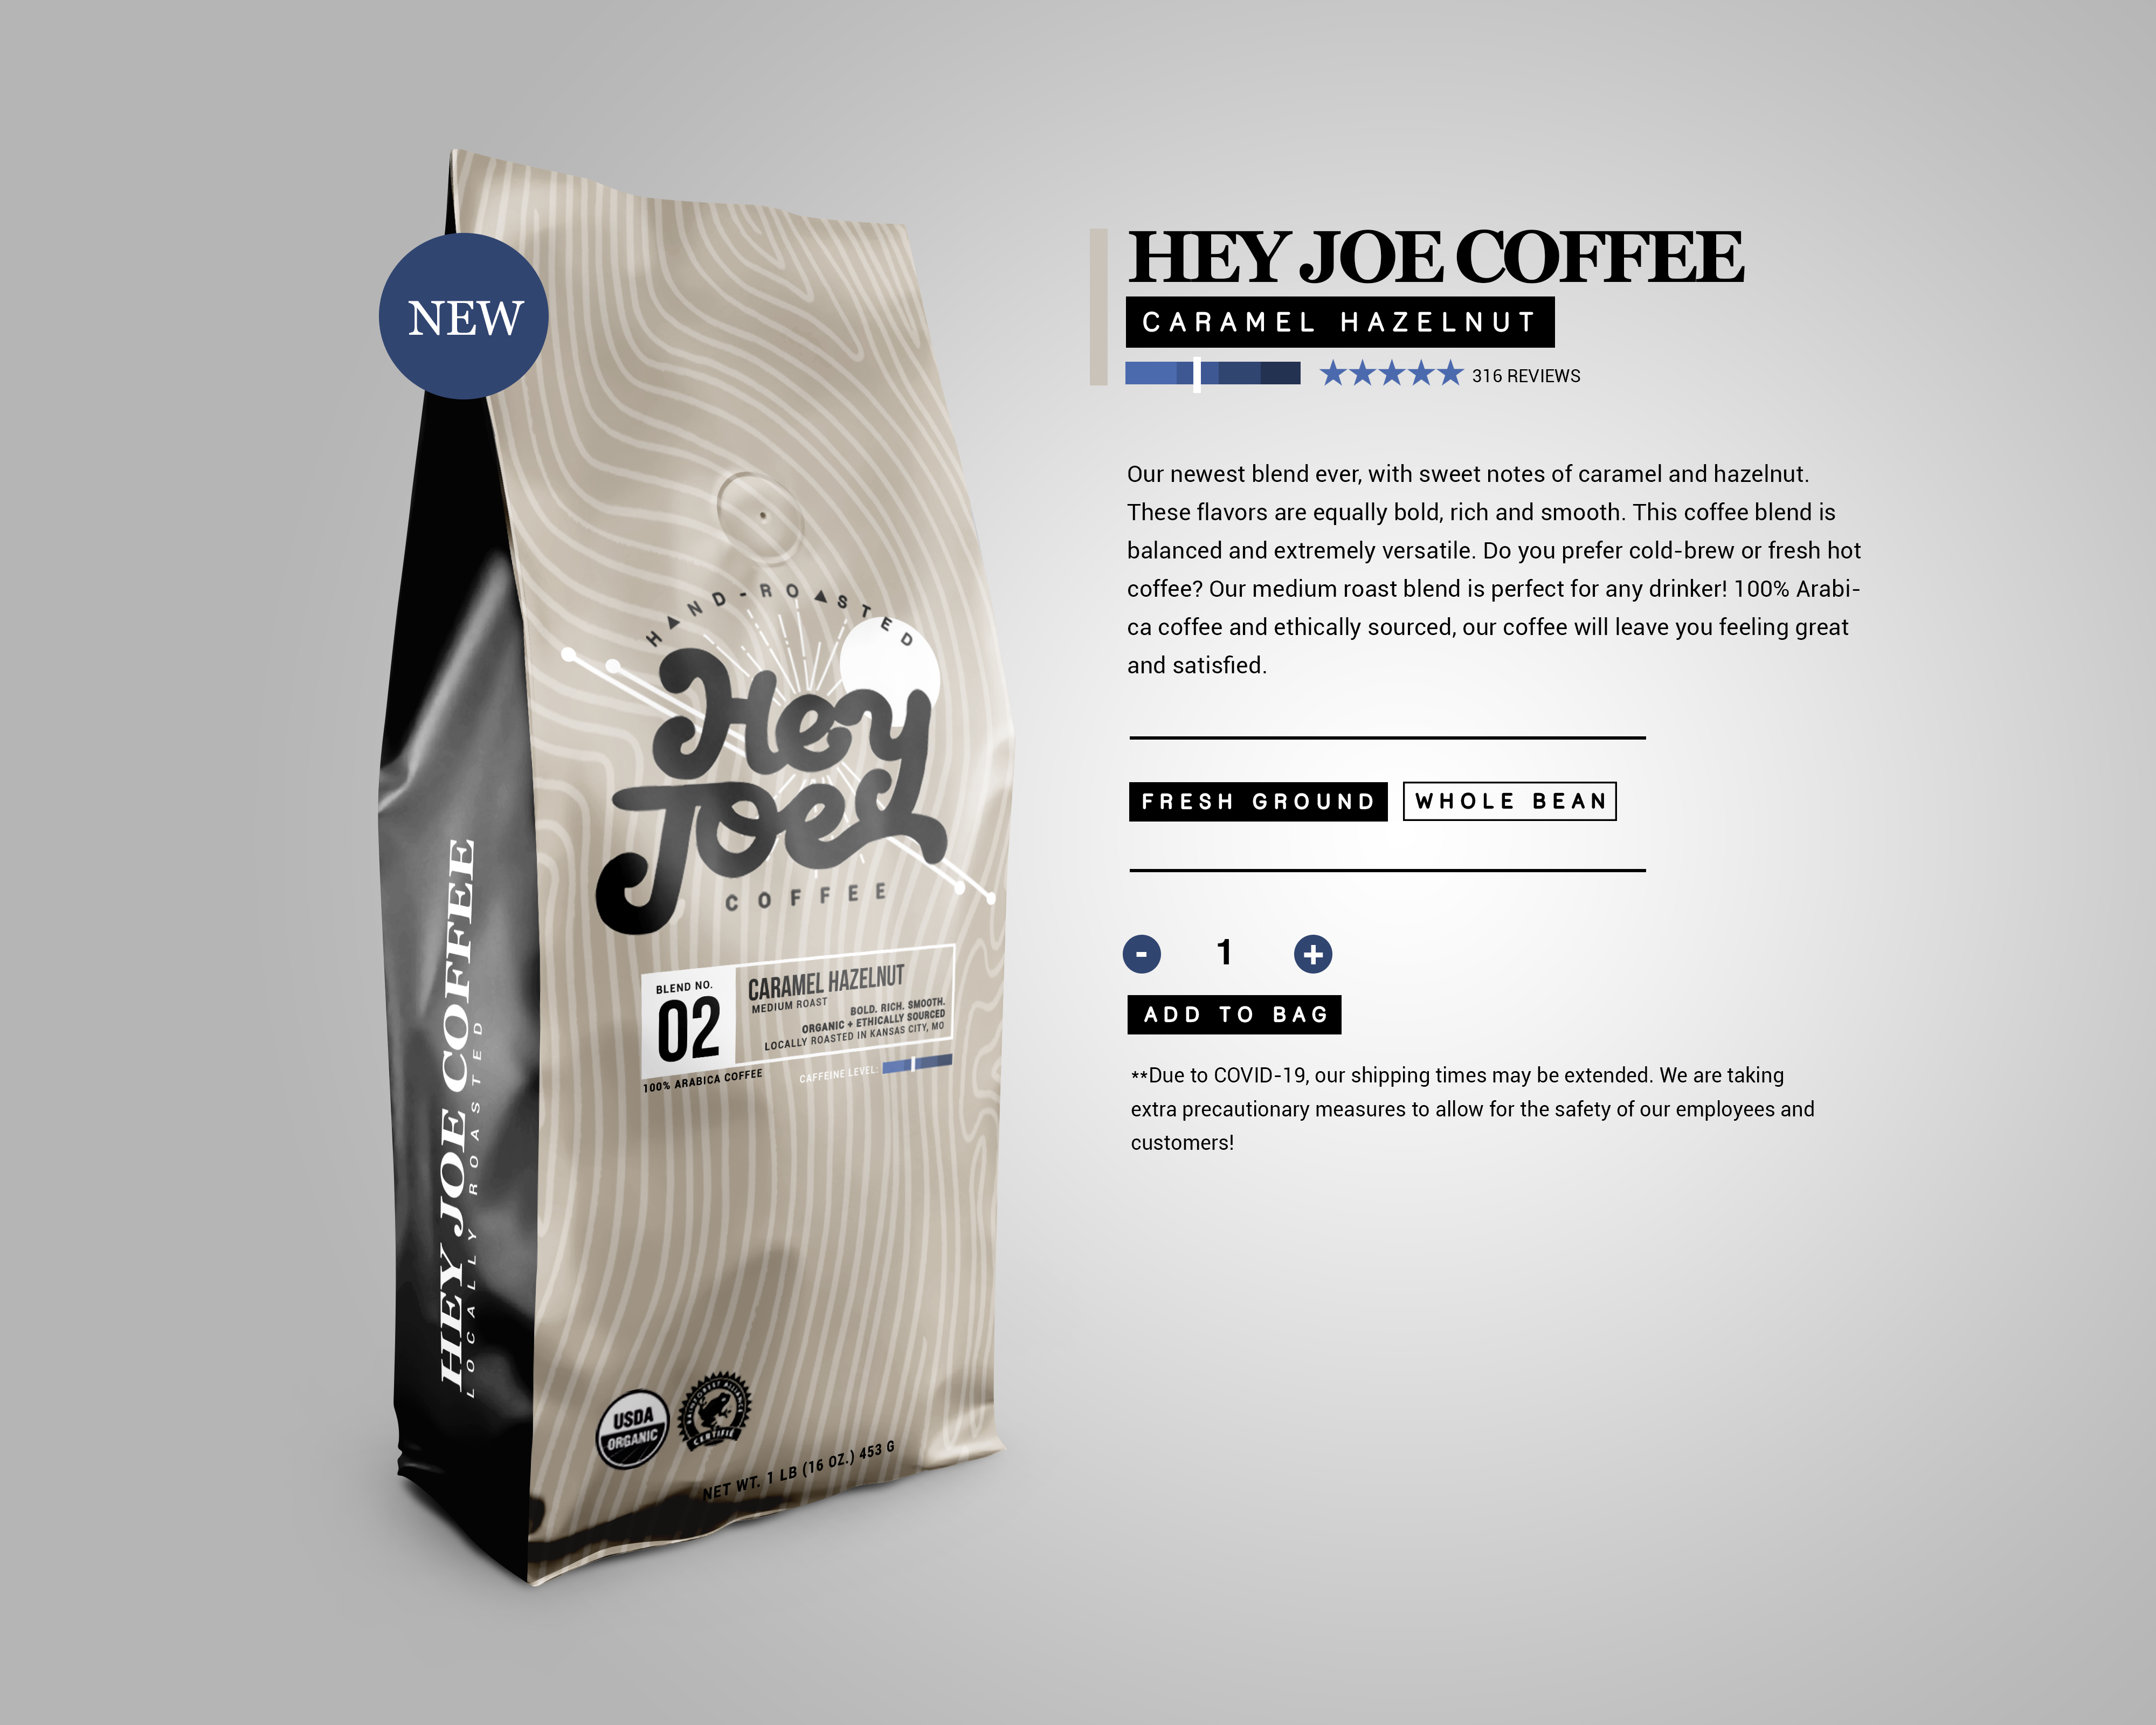 NEW
HAND-ROASTED
Hey
Joe
COFFEE
BLEND NO.
02
CARAMEL HAZELNUT
MEDIUM ROAST
BOLD. RICH. SMOOTH.
ORGANIC + ETHICALLY SOURCED
LOCALLY ROASTED IN KANSAS CITY, MO
100% ARABICA COFFEE
CAFFEINE LEVEL:
USDA
ORGANIC
RAINFOREST ALLIANCE
CERTIFIED
NET WT. 1 LB (16 OZ.) 453 G
HEY JOE COFFEE
LOCALLY ROASTED
HEY JOE COFFEE
CARAMEL HAZELNUT
316 REVIEWS
Our newest blend ever, with sweet notes of caramel and hazelnut.
These flavors are equally bold, rich and smooth. This coffee blend is
balanced and extremely versatile. Do you prefer cold-brew or fresh hot
coffee? Our medium roast blend is perfect for any drinker! 100% Arabi-
ca coffee and ethically sourced, our coffee will leave you feeling great
and satisfied.
FRESH GROUND
WHOLE BEAN
- 1 +
ADD TO BAG
**Due to COVID-19, our shipping times may be extended. We are taking
extra precautionary measures to allow for the safety of our employees and
customers!